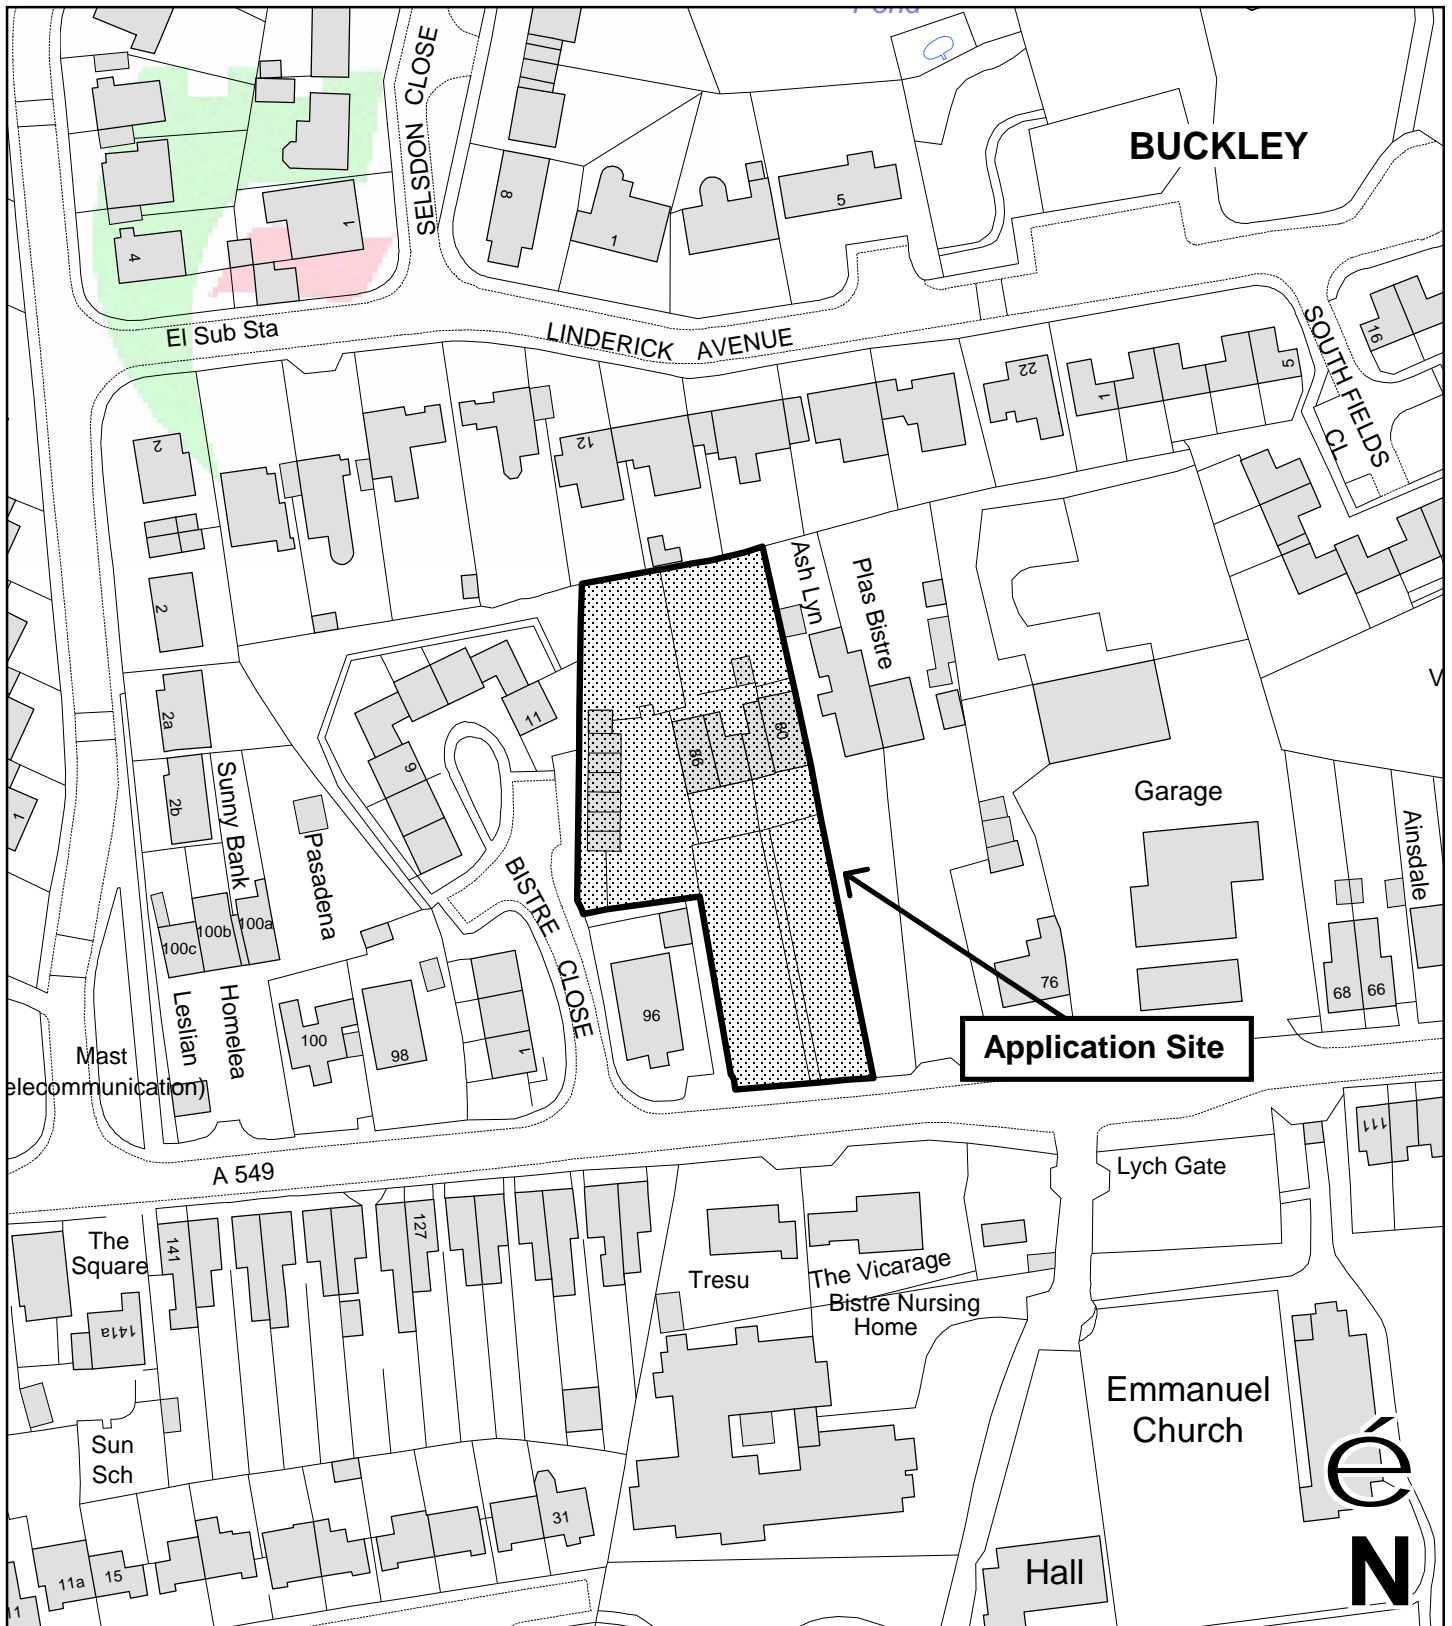 SELSDON CLOSE
BUCKLEY
8
1
5
1
4
El Sub Sta
LINDERICK AVENUE
SOUTH FIELDS
CL
16
22
1
5
2
12
2
Ash Lyn
Plas Bistre
11
9
2a
86
80
2b
Sunny Bank
Pasadena
1
BISTRE CLOSE
Garage
Ainsdale
100c
100b
100a
Leslian
Homelea
100
98
1
96
76
68
66
Application Site
Mast
elecommunication)
A 549
Lych Gate
111
The
Square
141
127
141a
Tresu
The Vicarage
Bistre Nursing
Home
Emmanuel
Church
Sun
Sch
31
11a
15
11
Hall
é
N